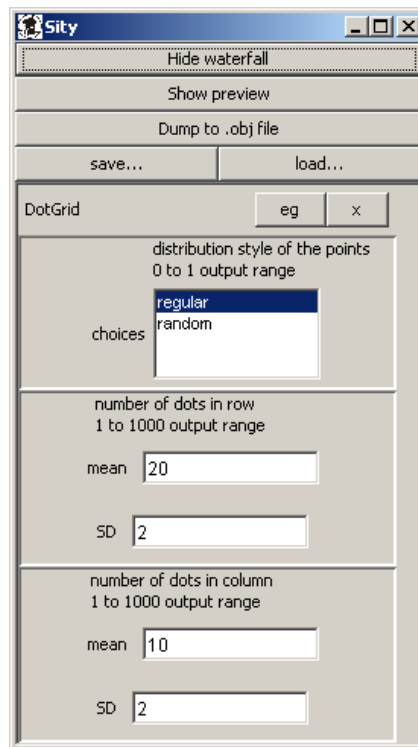 Sity
Hide waterfall
Show preview
Dump to .obj file
save... load...
DotGrid eg x
distribution style of the points
0 to 1 output range
choices
regular
random
number of dots in row
1 to 1000 output range
mean 20
SD 2
number of dots in column
1 to 1000 output range
mean 10
SD 2